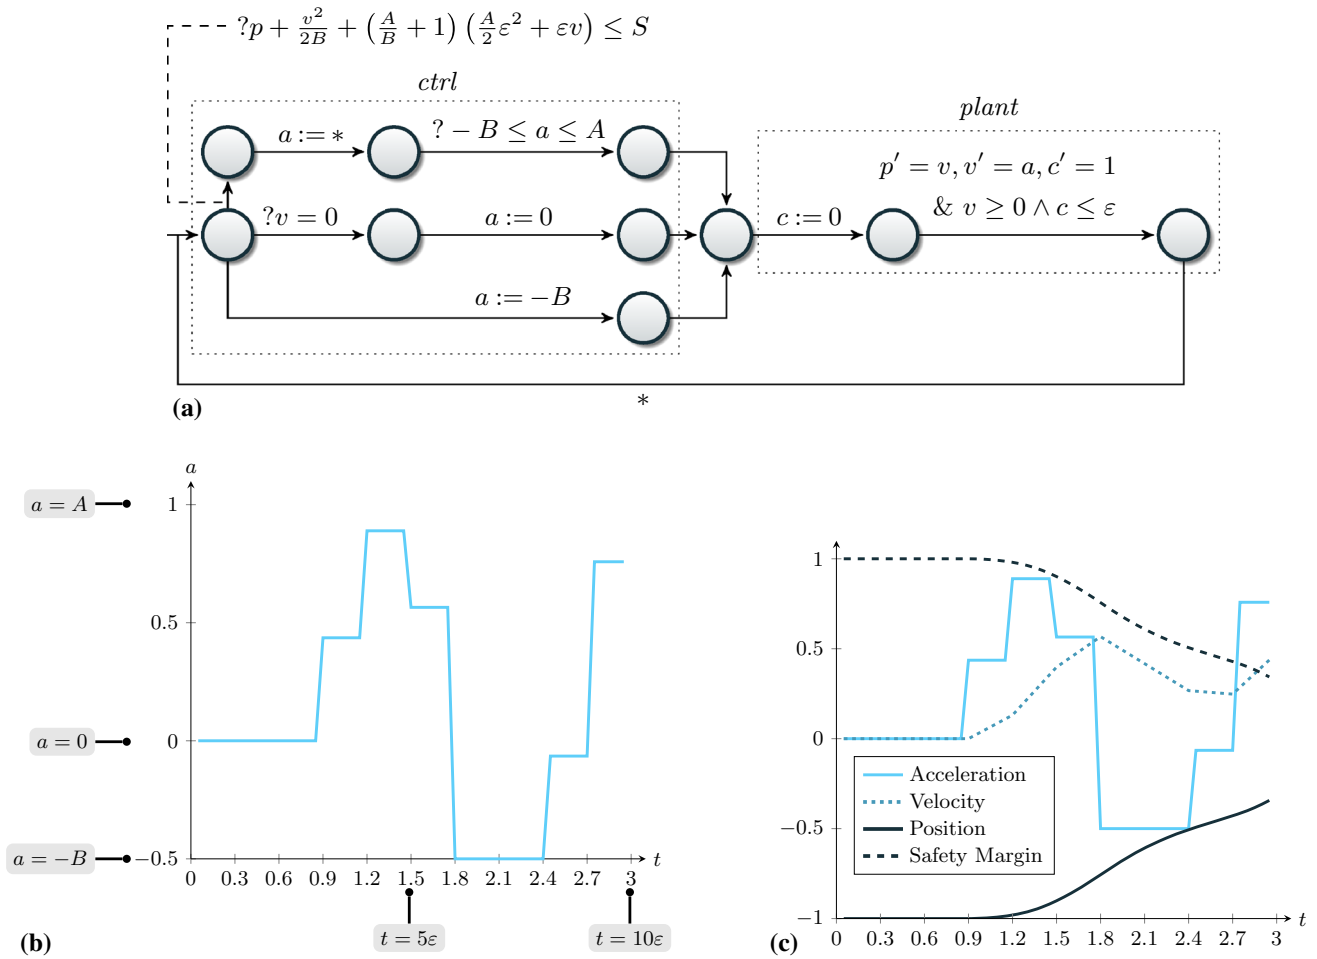 ?p + v²/2B + (A/B + 1) (A/2 ε² + εv) ≤ S
ctrl
plant
a := *
? − B ≤ a ≤ A
p′ = v, v′ = a, c′ = 1
& v ≥ 0 ∧ c ≤ ε
?v = 0
a := 0
c := 0
a := −B
*
(a)
a
a = A
1
0.5
a = 0
0
a = −B
−0.5
t
0 0.3 0.6 0.9 1.2 1.5 1.8 2.1 2.4 2.7 3
t = 5ε
t = 10ε
(b)
1
0.5
0
Acceleration
Velocity
Position
Safety Margin
−0.5
−1
t
0 0.3 0.6 0.9 1.2 1.5 1.8 2.1 2.4 2.7 3
(c)